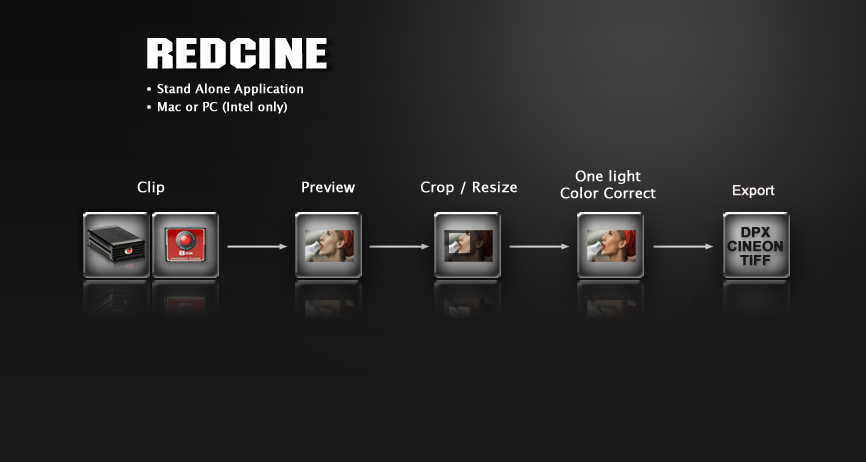 REDCINE
• Stand Alone Application
• Mac or PC (Intel only)
Clip
Preview
Crop / Resize
One light
Color Correct
Export
DPX
CINEON
TIFF